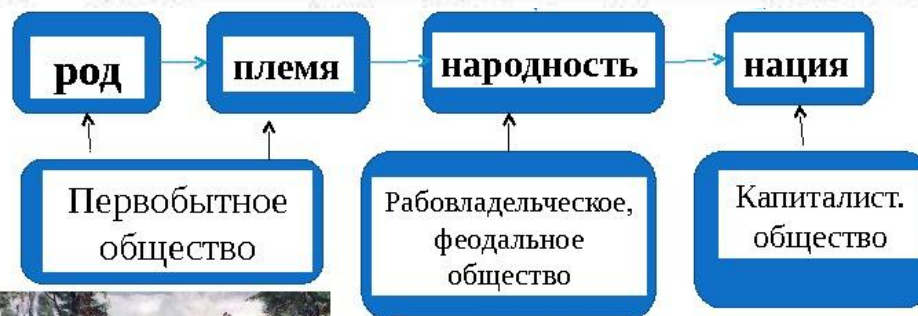 род
племя
народность
нация
Первобытное
общество
Рабовладельческое,
феодальное
общество
Капиталист.
общество